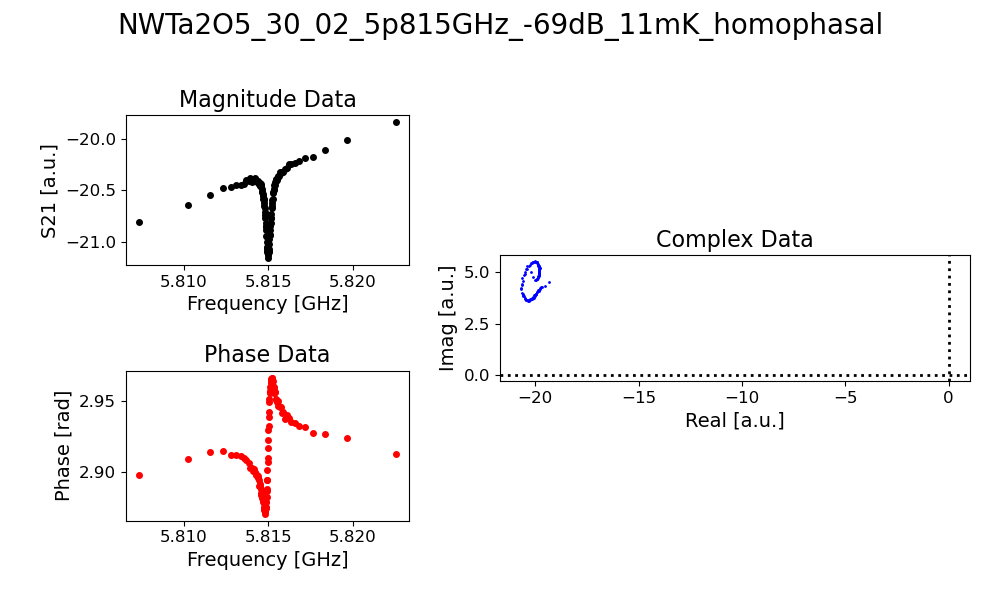 NWTa2O5_30_02_5p815GHz_-69dB_11mK_homophasal
Magnitude Data
S21 [a.u.]
−20.0
−20.5
−21.0
5.810 5.815 5.820
Frequency [GHz]
Phase Data
Phase [rad]
2.95
2.90
5.810 5.815 5.820
Frequency [GHz]
Complex Data
Imag [a.u.]
5.0
2.5
0.0
−20 −15 −10 −5 0
Real [a.u.]